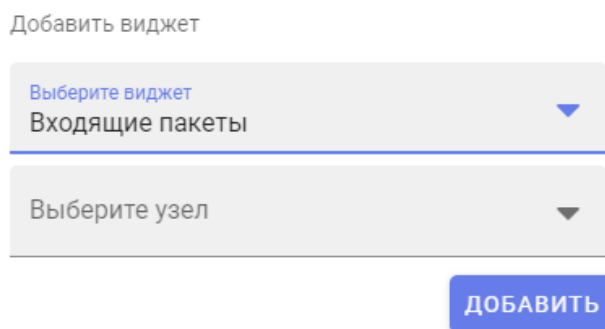 Добавить виджет
Выберите виджет
Входящие пакеты
Выберите узел
ДОБАВИТЬ